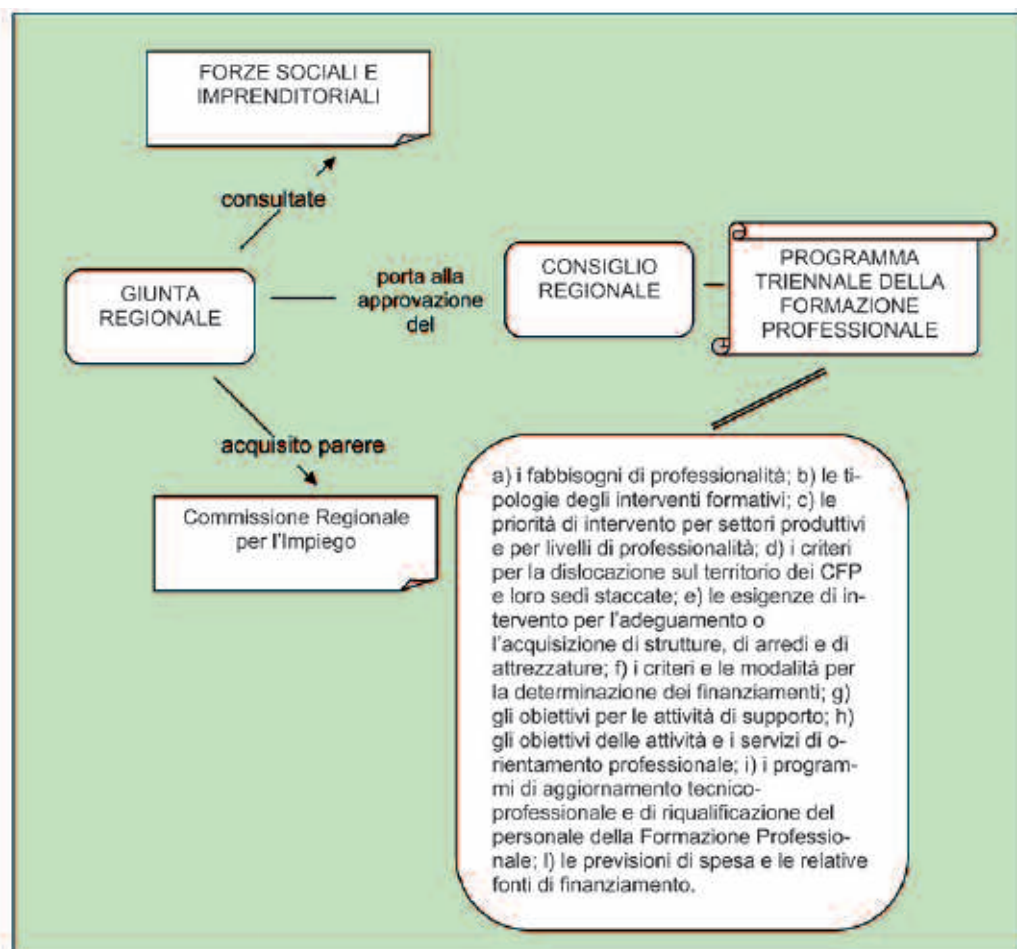 FORZE SOCIALI E
IMPRENDITORIALI
consultate
GIUNTA
REGIONALE
porta alla
approvazione
del
CONSIGLIO
REGIONALE
PROGRAMMA
TRIENNALE DELLA
FORMAZIONE
PROFESSIONALE
acquisito parere
Commissione Regionale
per l'Impiego
a) i fabbisogni di professionalità; b) le ti-
pologie degli interventi formativi; c) le
priorità di intervento per settori produttivi
e per livelli di professionalità; d) i criteri
per la dislocazione sul territorio dei CFP
e loro sedi staccate; e) le esigenze di in-
tervento per l'adeguamento o
l'acquisizione di strutture, di arredi e di
attrezzature; f) i criteri e le modalità per
la determinazione dei finanziamenti; g)
gli obiettivi per le attività di supporto; h)
gli obiettivi delle attività e i servizi di o-
rientamento professionale; i) i program-
mi di aggiornamento tecnico-
professionale e di riqualificazione del
personale della Formazione Professio-
nale; l) le previsioni di spesa e le relative
fonti di finanziamento.